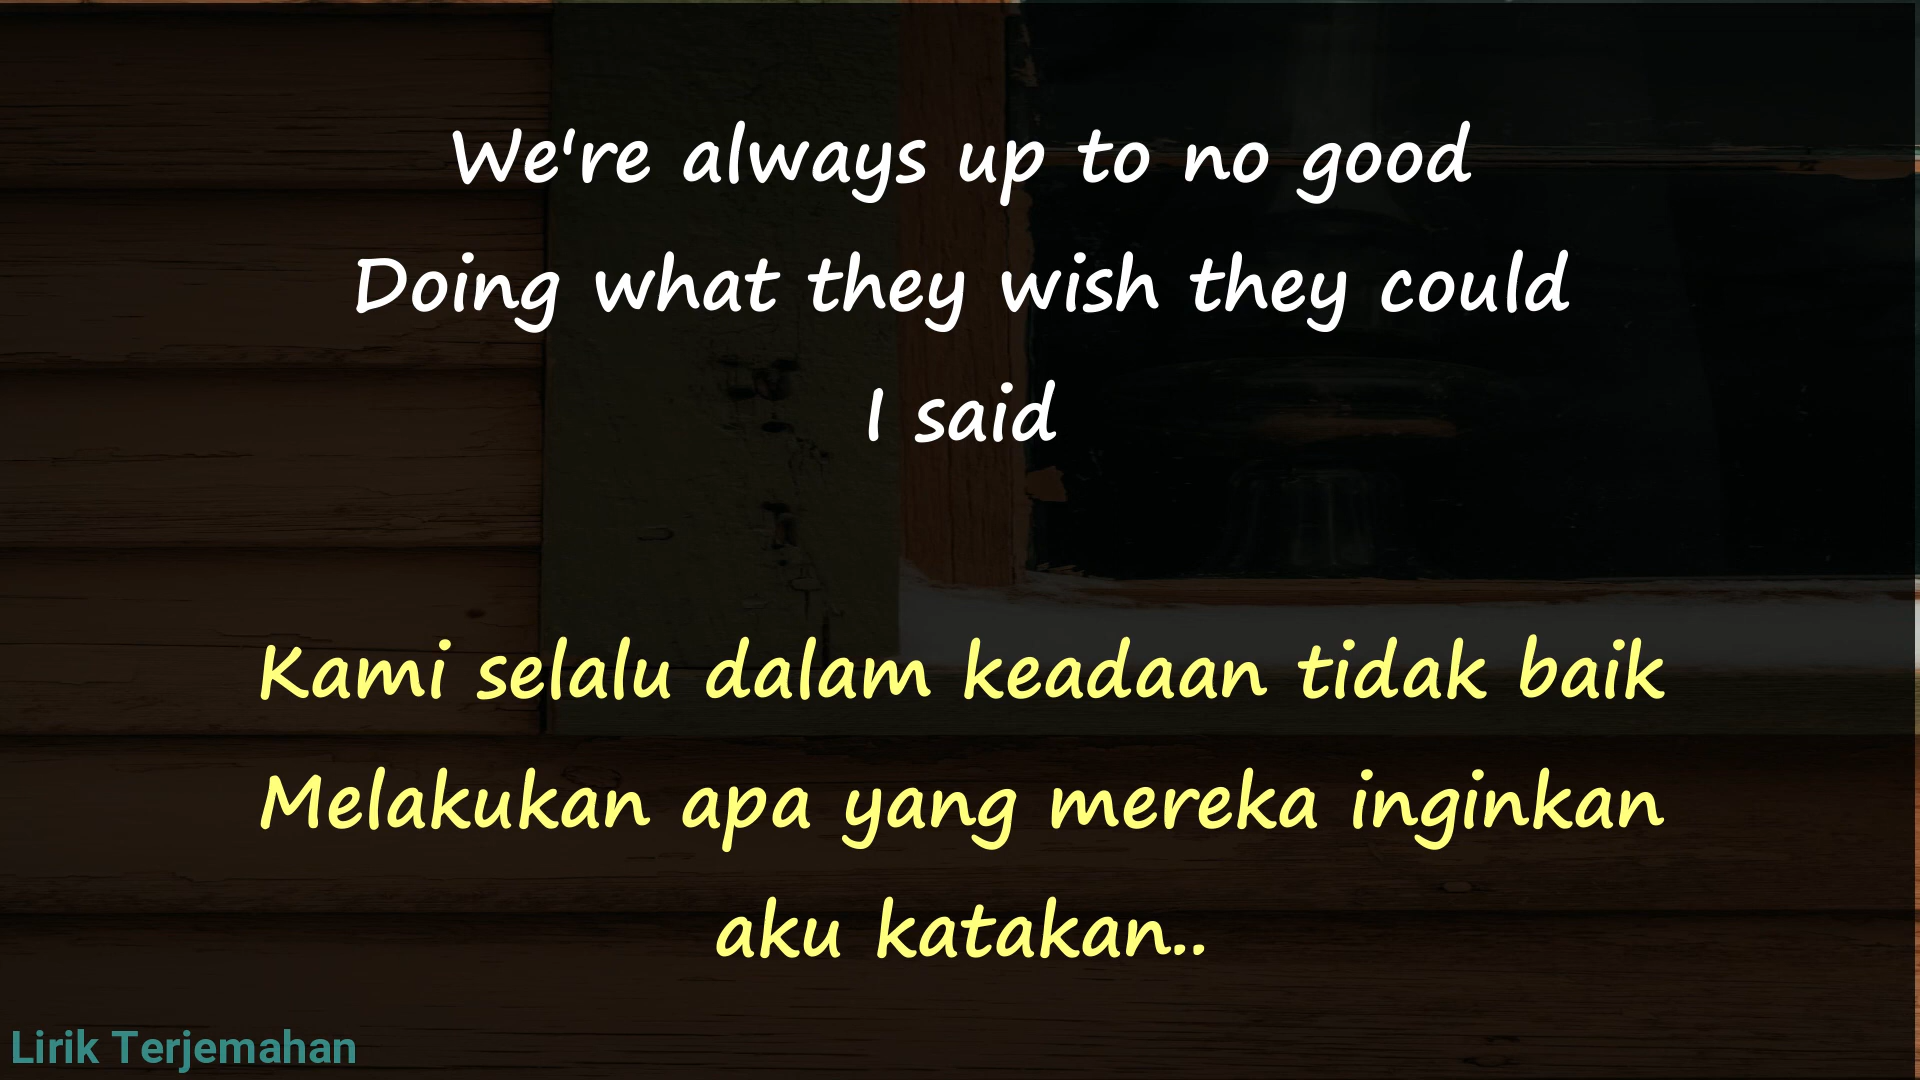 We're always up to no good
Doing what they wish they could
I said
Kami selalu dalam keadaan tidak baik
Melakukan apa yang mereka inginkan
aku katakan..
Lirik Terjemahan